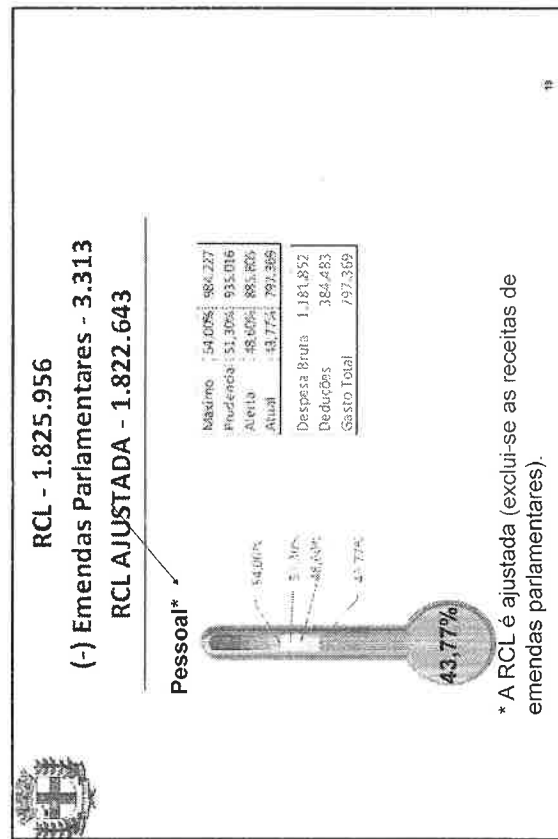 RCL - 1.825.956
(-) Emendas Parlamentares - 3.313
RCL AJUSTADA - 1.822.643
Pessoal*
54,00%
48,60%
43,77%
43,77%
Máximo 54,00% 984.227
Prudencial 51,30% 935.016
Alerta 48,60% 885.805
Atual 43,77% 797.369
Despesa Bruta 1.181.852
Deduções 384.483
Gasto Total 797.369
* A RCL é ajustada (exclui-se as receitas de
emendas parlamentares).
19